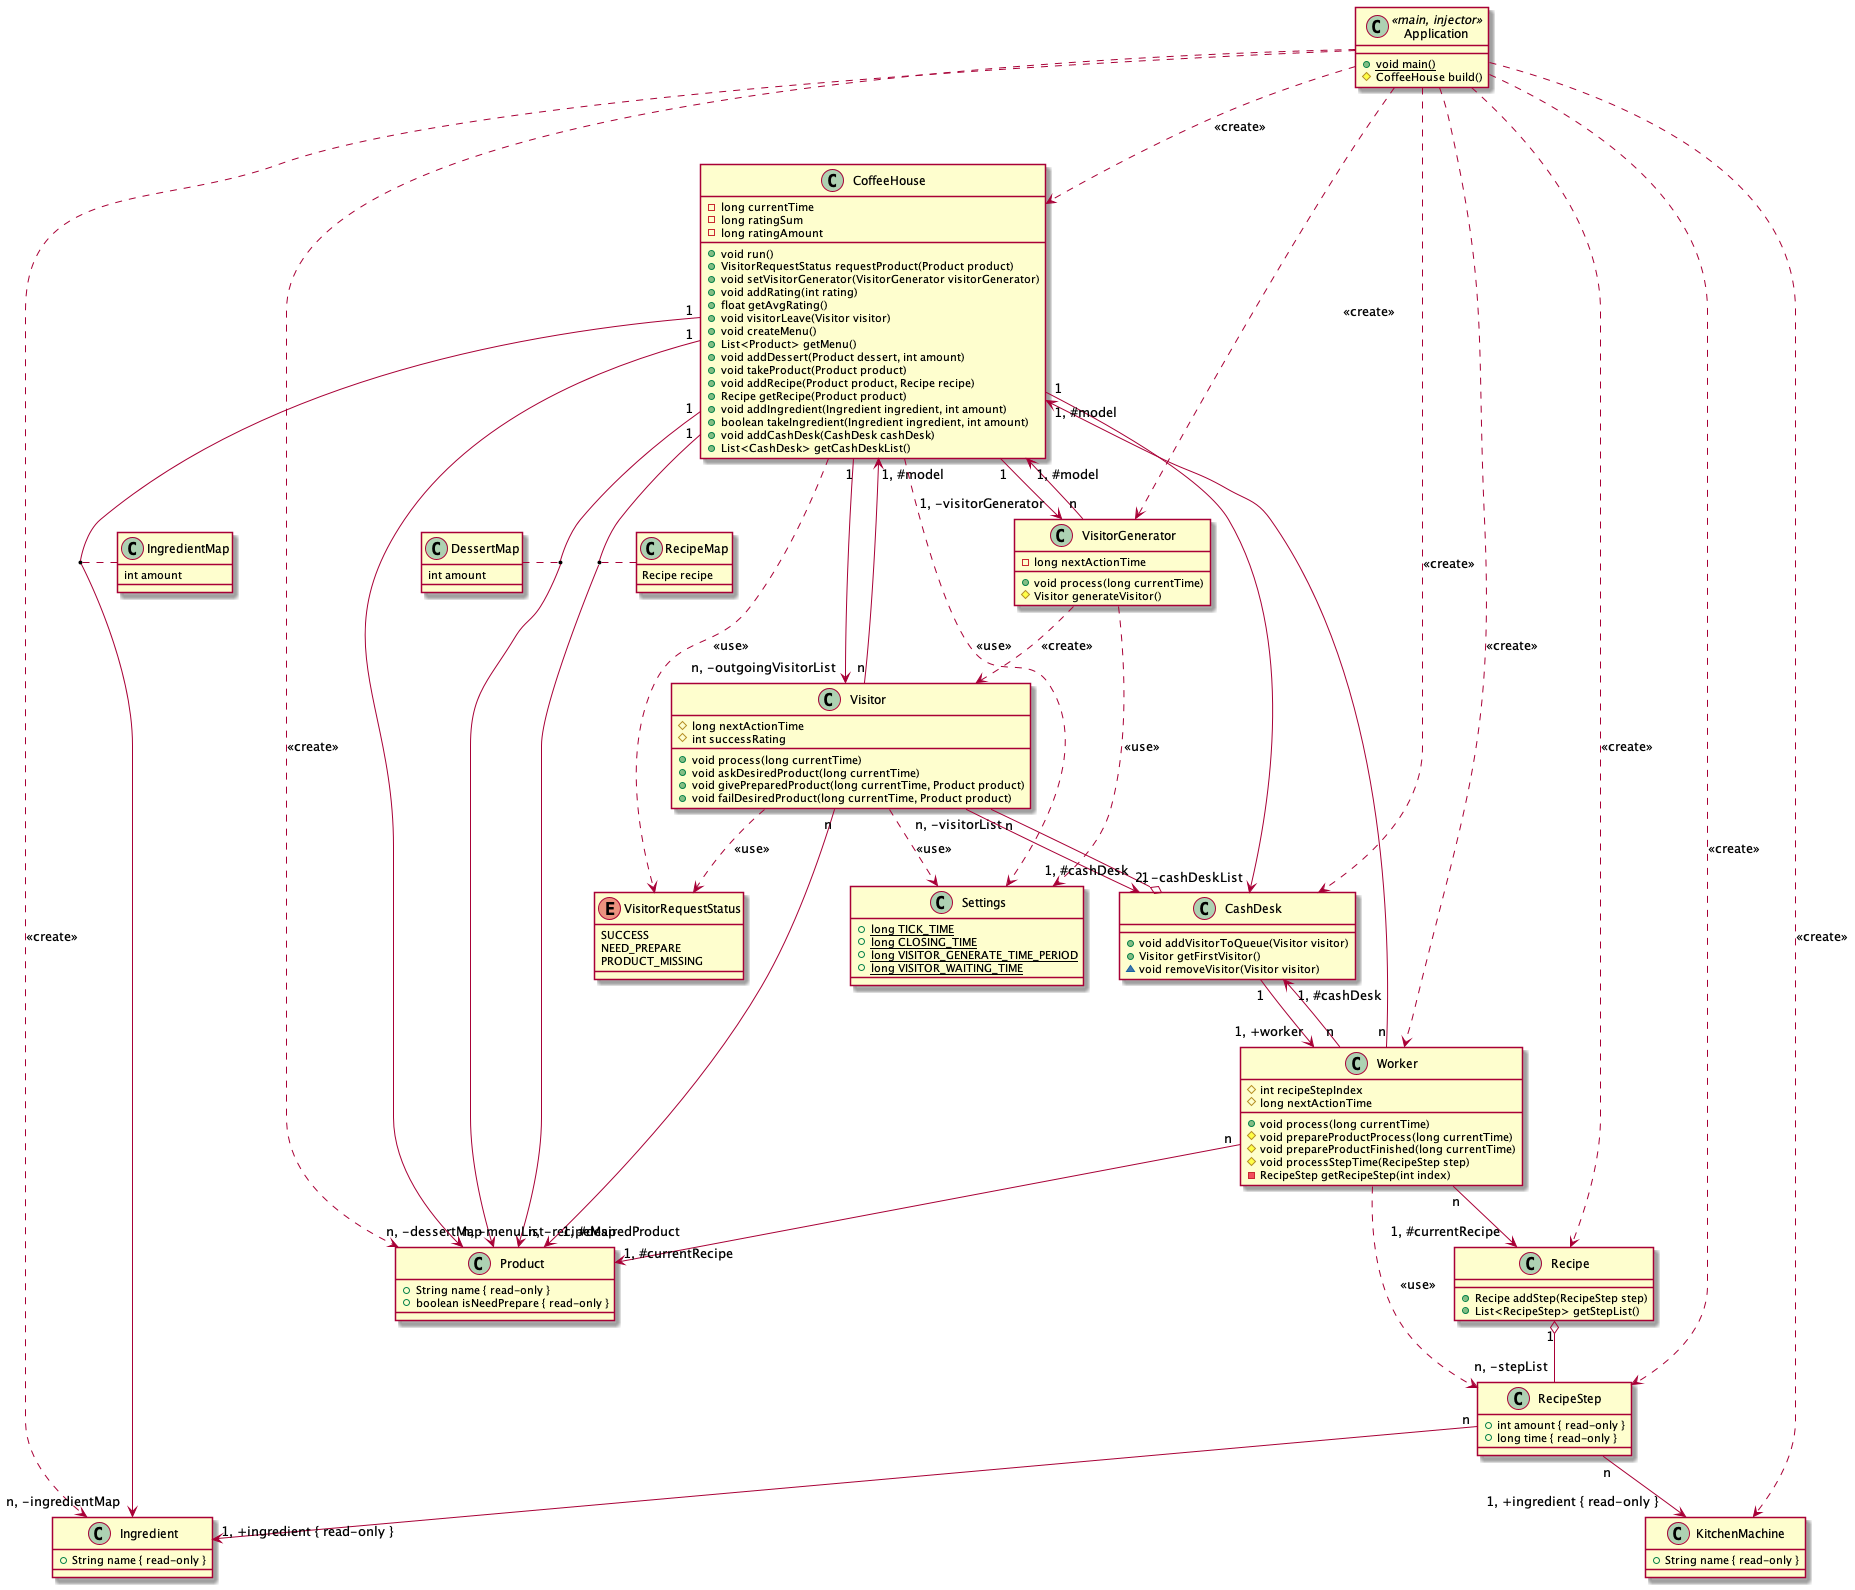 C «main, injector»
Application
void main()
CoffeeHouse build()
«create»
C CoffeeHouse
long currentTime
long ratingSum
long ratingAmount
void run()
VisitorRequestStatus requestProduct(Product product)
void setVisitorGenerator(VisitorGenerator visitorGenerator)
void addRating(int rating)
float getAvgRating()
void visitorLeave(Visitor visitor)
void createMenu()
List<Product> getMenu()
void addDessert(Product dessert, int amount)
void takeProduct(Product product)
void addRecipe(Product product, Recipe recipe)
Recipe getRecipe(Product product)
void addIngredient(Ingredient ingredient, int amount)
boolean takeIngredient(Ingredient ingredient, int amount)
void addCashDesk(CashDesk cashDesk)
List<CashDesk> getCashDeskList()
1
1
1
1
1
1, #model
«create»
1
1, #model
1
1, #model
1, -visitorGenerator
n
C IngredientMap
int amount
C DessertMap
int amount
C RecipeMap
Recipe recipe
C VisitorGenerator
long nextActionTime
void process(long currentTime)
Visitor generateVisitor()
«create»
«use»
«use»
«create»
«create»
n, -outgoingVisitorList
n
C Visitor
long nextActionTime
int successRating
void process(long currentTime)
void askDesiredProduct(long currentTime)
void givePreparedProduct(long currentTime, Product product)
void failDesiredProduct(long currentTime, Product product)
«create»
«use»
«create»
n
n, -visitorList
n
«use»
«use»
«create»
1, #cashDesk
1
2, -cashDeskList
E VisitorRequestStatus
SUCCESS
NEED_PREPARE
PRODUCT_MISSING
C Settings
long TICK_TIME
long CLOSING_TIME
long VISITOR_GENERATE_TIME_PERIOD
long VISITOR_WAITING_TIME
C CashDesk
void addVisitorToQueue(Visitor visitor)
Visitor getFirstVisitor()
void removeVisitor(Visitor visitor)
«create»
«create»
1
1, #cashDesk
1, +worker
n
n
C Worker
int recipeStepIndex
long nextActionTime
void process(long currentTime)
void prepareProductProcess(long currentTime)
void prepareProductFinished(long currentTime)
void processStepTime(RecipeStep step)
RecipeStep getRecipeStep(int index)
n
n
n, -dessertMap
n, -menuList
n, -recipeMap
1, #desiredProduct
1, #currentRecipe
1, #currentRecipe
C Product
String name { read-only }
boolean isNeedPrepare { read-only }
C Recipe
Recipe addStep(RecipeStep step)
List<RecipeStep> getStepList()
«use»
1
n, -stepList
C RecipeStep
int amount { read-only }
long time { read-only }
n
n
n, -ingredientMap
1, +ingredient { read-only }
1, +ingredient { read-only }
C Ingredient
String name { read-only }
C KitchenMachine
String name { read-only }